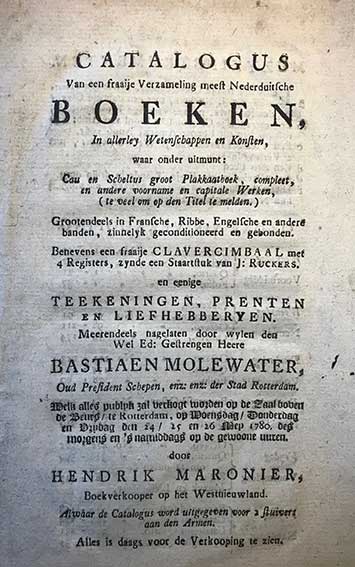 CATALOGUS
Van een fraaije Verzameling meest Nederduitsche
BOEKEN,
In allerley Wetenschappen en Konsten,
waar onder uitmunt:
Cau en Scheltus groot Plakkaatboek, compleet,
en andere voorname en capitale Werken,
(te veel om op den Titel te melden.)
Grootendeels in Fransche, Ribbe, Engelsche en andere
banden, zinnelyk geconditioneerd en gebonden.
Benevens een fraaije CLAVERCIMBAAL met
4 Registers, zynde een Staatstuk van J: RUCKERS.
en eenige
TEEKENINGEN, PRENTEN
EN LIEFHEBBERYEN.
Meerendeels nagelaten door wylen den
Wel Ed: Gestrengen Heere
BASTIAEN MOLEWATER,
Oud President Schepen, enz: enz: der Stad Rotterdam.
Welk alles publyk zal verkogt worden op de Zaal boven
de Beurs/ te Rotterdam, op Woensdag/ Donderdag
en Vrijdag den 24/ 25 en 26 Mey 1780. des
morgens en 's namiddags op de gewoone uuren.
door
HENDRIK MARONIER,
Boekverkooper op het Westnieuwland.
Alwaar de Catalogus word uitgegeven voor 2 stuivers
aan den Armen.
Alles is daags voor de Verkooping te zien.